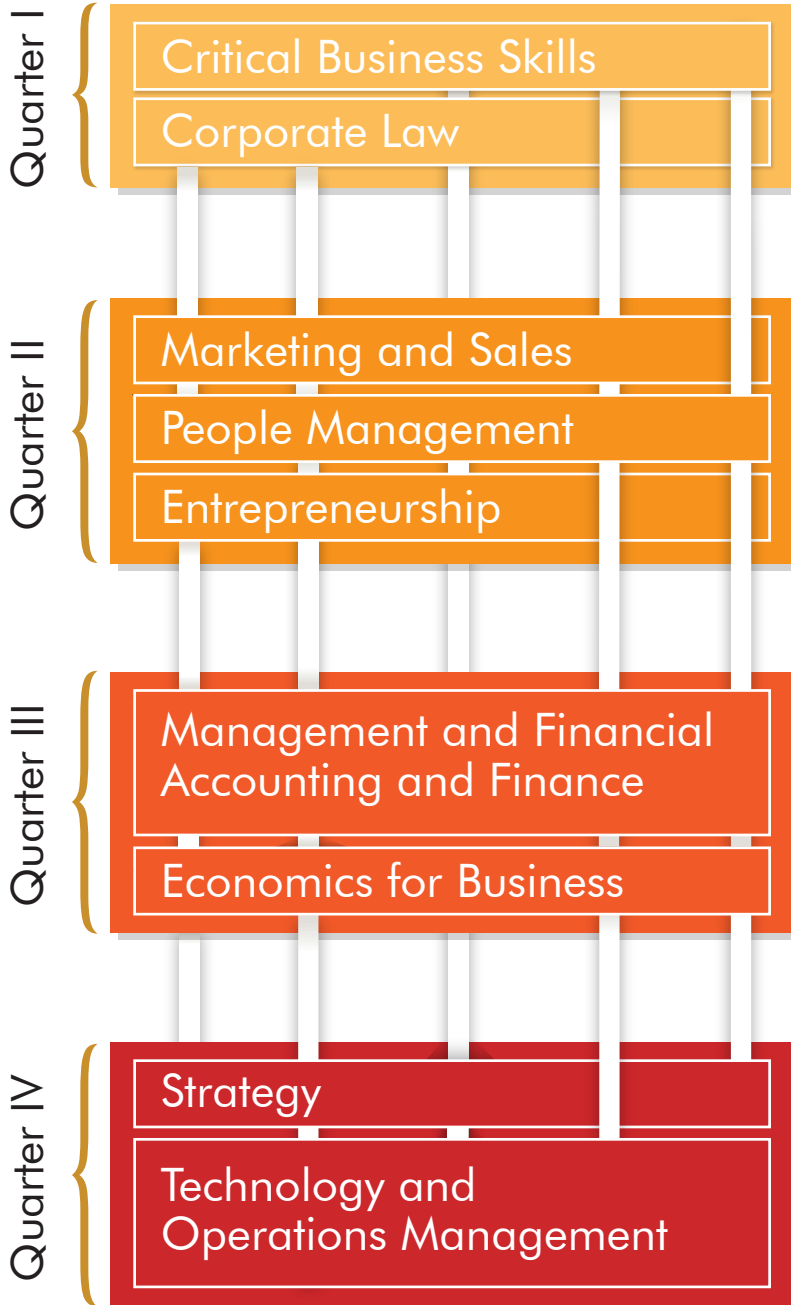 Quarter I
Critical Business Skills
Corporate Law
Quarter II
Marketing and Sales
People Management
Entrepreneurship
Quarter III
Management and Financial
Accounting and Finance
Economics for Business
Quarter IV
Strategy
Technology and
Operations Management